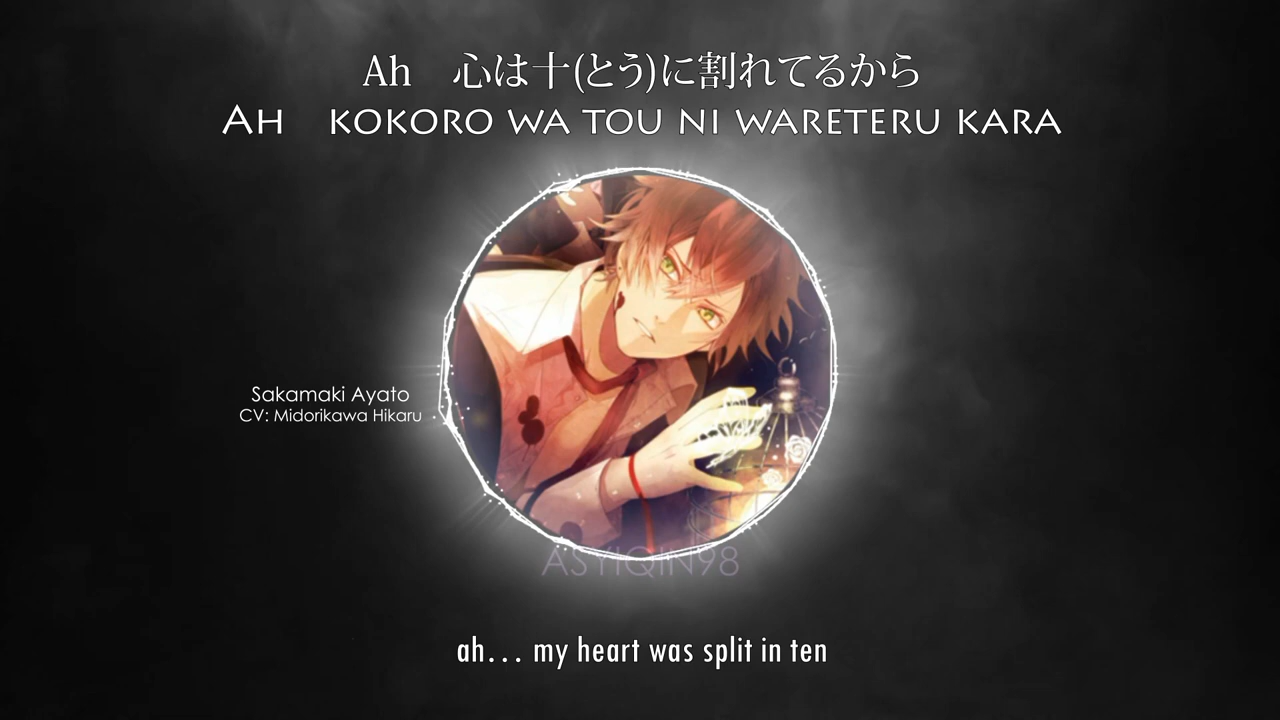 Ah 心は十(とう)に割れてるから
AH KOKORO WA TOU NI WARETERU KARA
Sakamaki Ayato
CV: Midorikawa Hikaru
ASYIQIN98
ah... my heart was split in ten